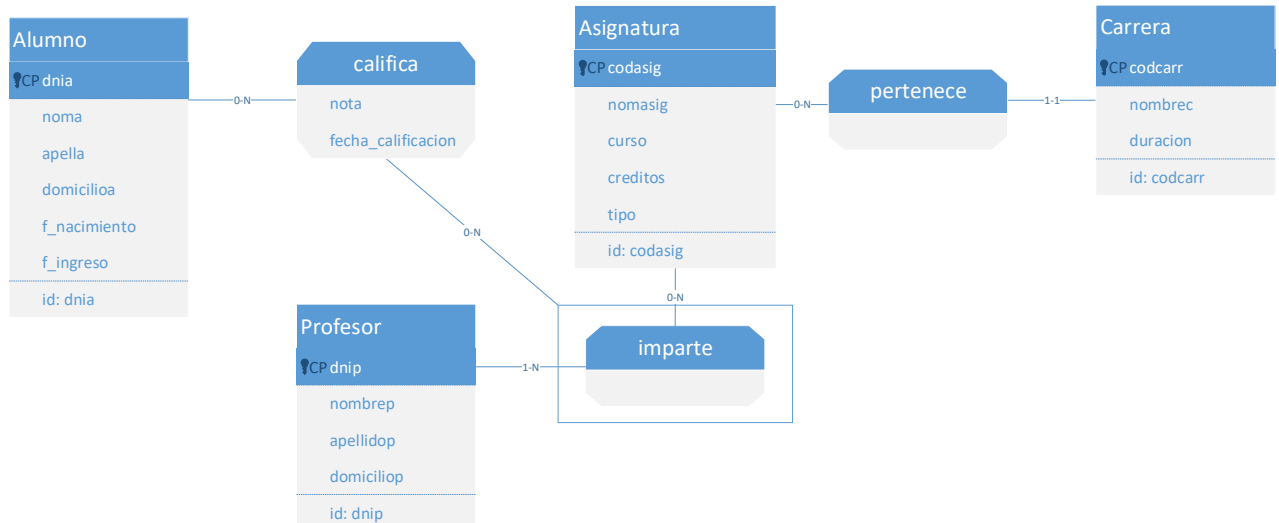 Alumno
CP dnia
noma
apella
domicilioa
f_nacimiento
f_ingreso
id: dnia
0-N
califica
nota
fecha_calificacion
0-N
Asignatura
CP codasig
nomasig
curso
creditos
tipo
id: codasig
0-N
pertenece
1-1
Carrera
CP codcarr
nombrec
duracion
id: codcarr
0-N
imparte
1-N
Profesor
CP dnip
nombrep
apellidop
domiciliop
id: dnip